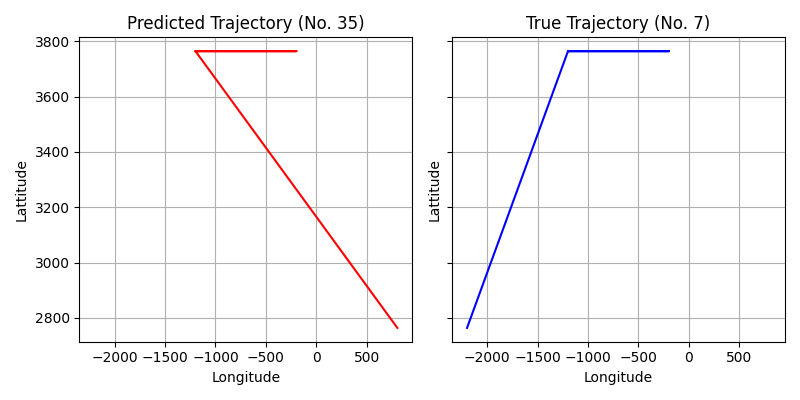 Predicted Trajectory (No. 35)
True Trajectory (No. 7)
Lattitude
3800
3600
3400
3200
3000
2800
−2000 −1500 −1000 −500 0 500
Longitude
Lattitude
−2000 −1500 −1000 −500 0 500
Longitude